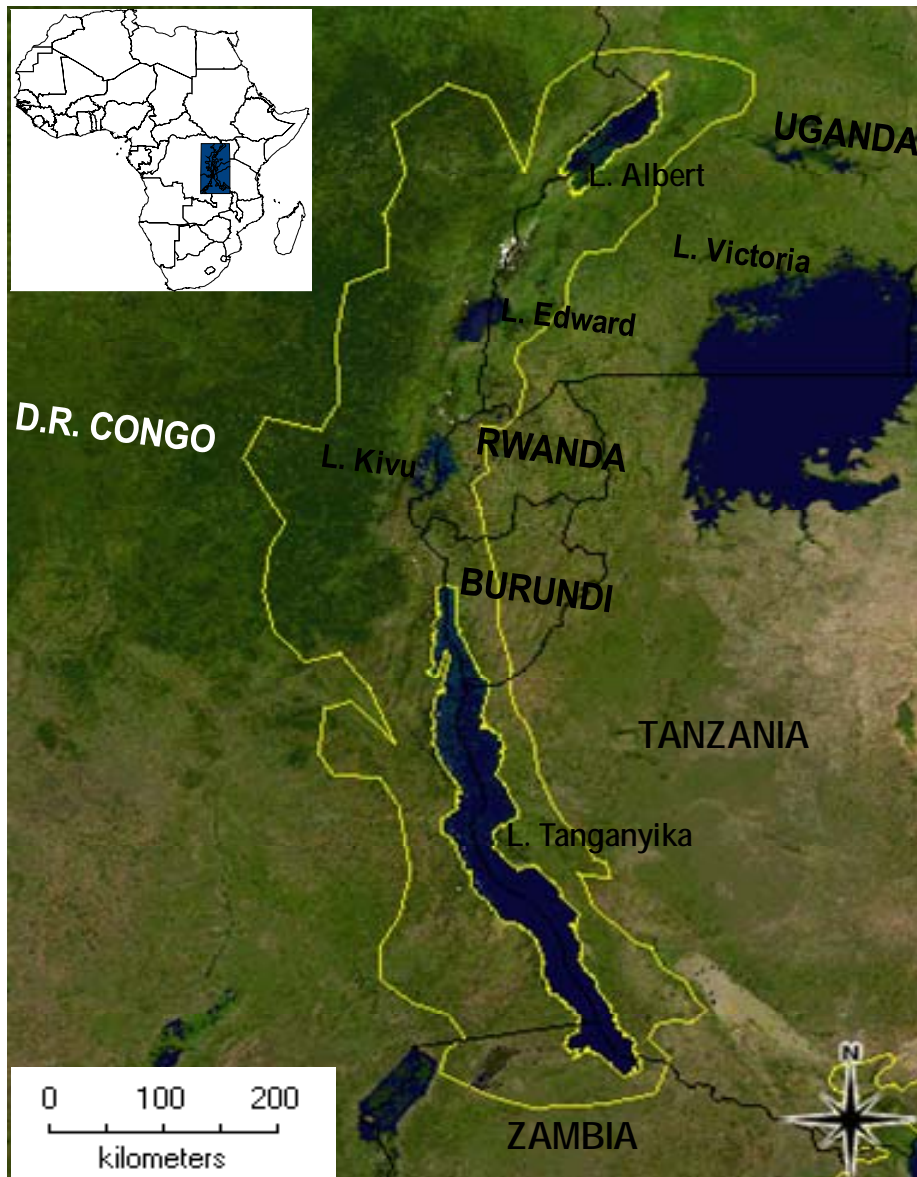 UGANDA
L. Albert
L. Victoria
L. Edward
D.R. CONGO
RWANDA
L. Kivu
BURUNDI
TANZANIA
L. Tanganyika
N
0 100 200
kilometers
ZAMBIA